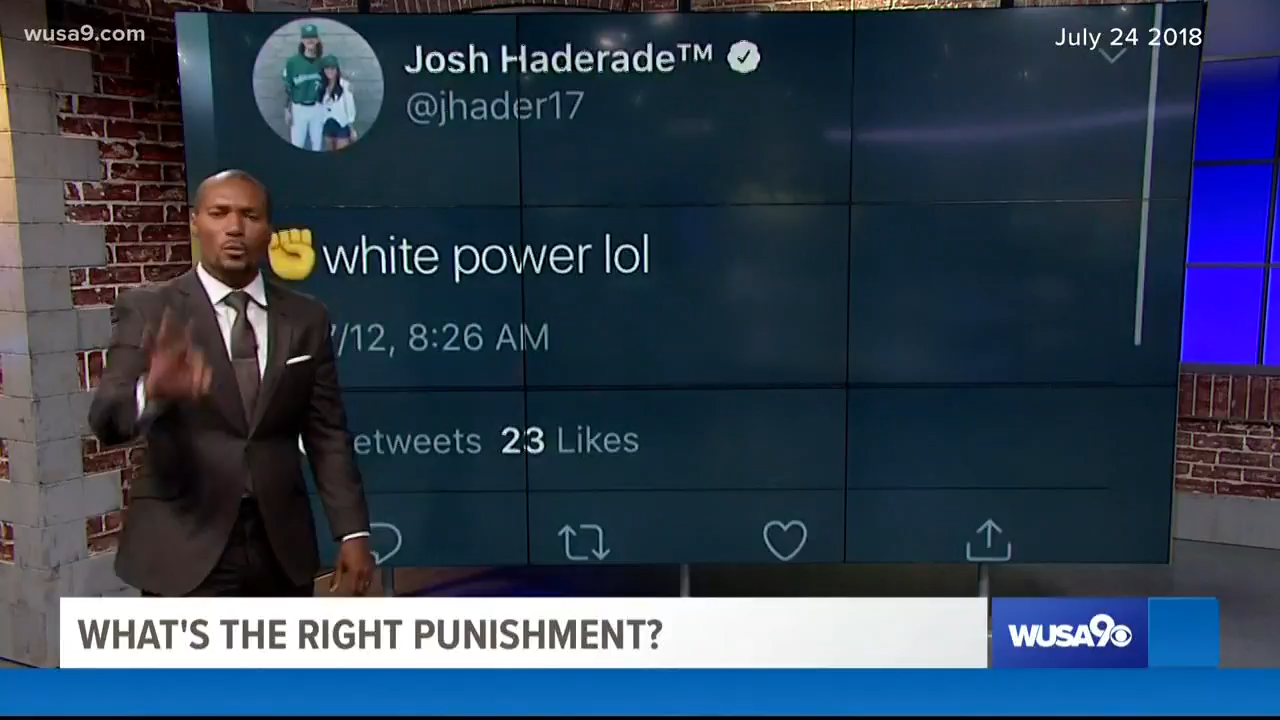 wusa9.com
July 24 2018
Josh Haderade™
@jhader17
✊white power lol
/12, 8:26 AM
etweets 23 Likes
WHAT'S THE RIGHT PUNISHMENT?
WUSA9